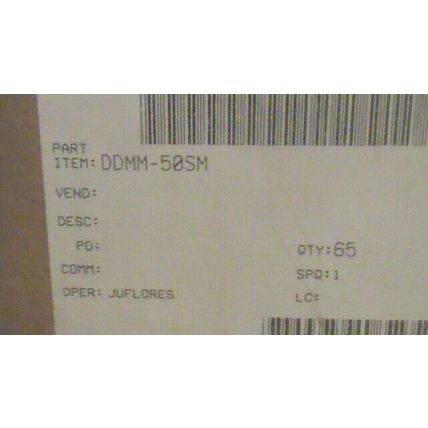 PART
ITEM: DDMM-50SM
VEND:
DESC:
PO:
QTY: 65
COMM:
SPQ: 1
OPER: JUFLORES
LC: